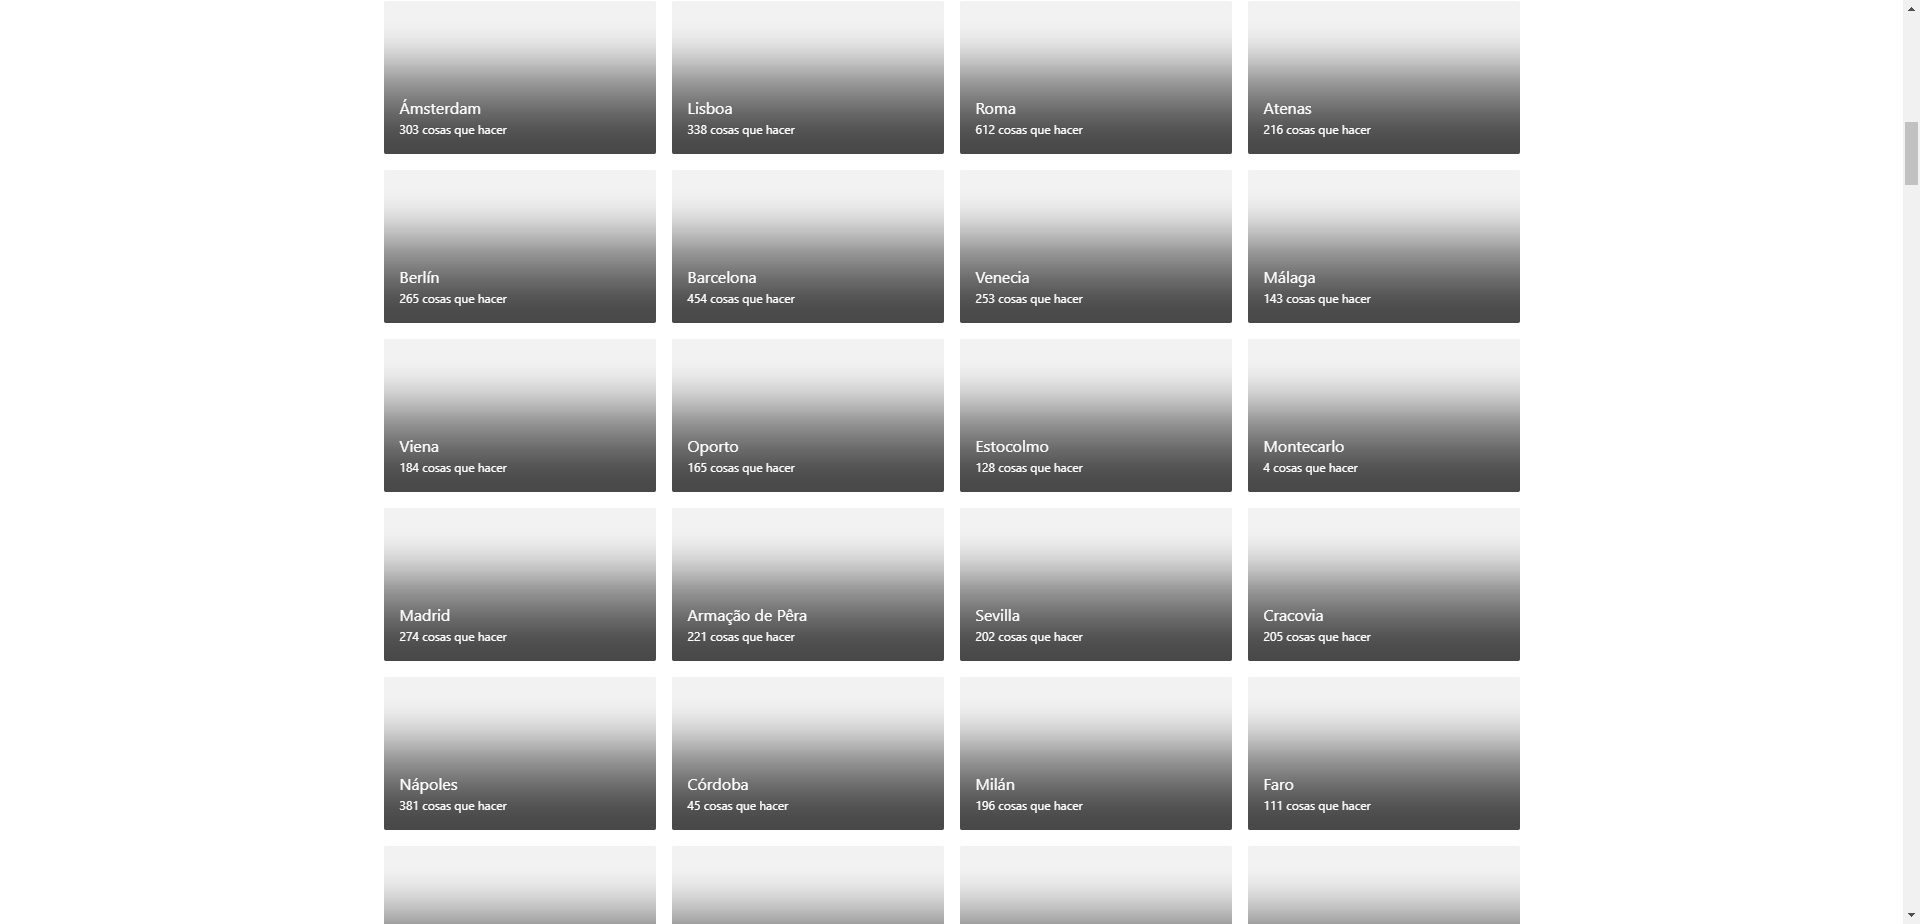 Ámsterdam
303 cosas que hacer
Lisboa
338 cosas que hacer
Roma
612 cosas que hacer
Atenas
216 cosas que hacer
Berlín
265 cosas que hacer
Barcelona
454 cosas que hacer
Venecia
253 cosas que hacer
Málaga
143 cosas que hacer
Viena
184 cosas que hacer
Oporto
165 cosas que hacer
Estocolmo
128 cosas que hacer
Montecarlo
4 cosas que hacer
Madrid
274 cosas que hacer
Armação de Pêra
221 cosas que hacer
Sevilla
202 cosas que hacer
Cracovia
205 cosas que hacer
Nápoles
381 cosas que hacer
Córdoba
45 cosas que hacer
Milán
196 cosas que hacer
Faro
111 cosas que hacer